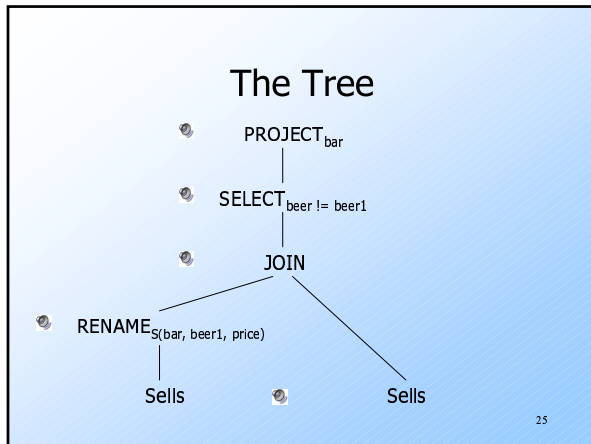 The Tree
PROJECTbar
SELECTbeer != beer1
JOIN
RENAMES(bar, beer1, price)
Sells Sells
25